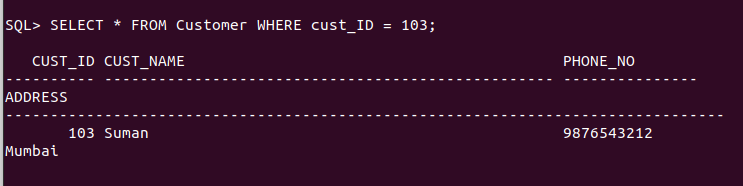 SQL> SELECT * FROM Customer WHERE cust_ID = 103;
   CUST_ID CUST_NAME                                          PHONE_NO
---------- -------------------------------------------------- ---------------
ADDRESS
--------------------------------------------------------------------------------
       103 Suman                                              9876543212
Mumbai